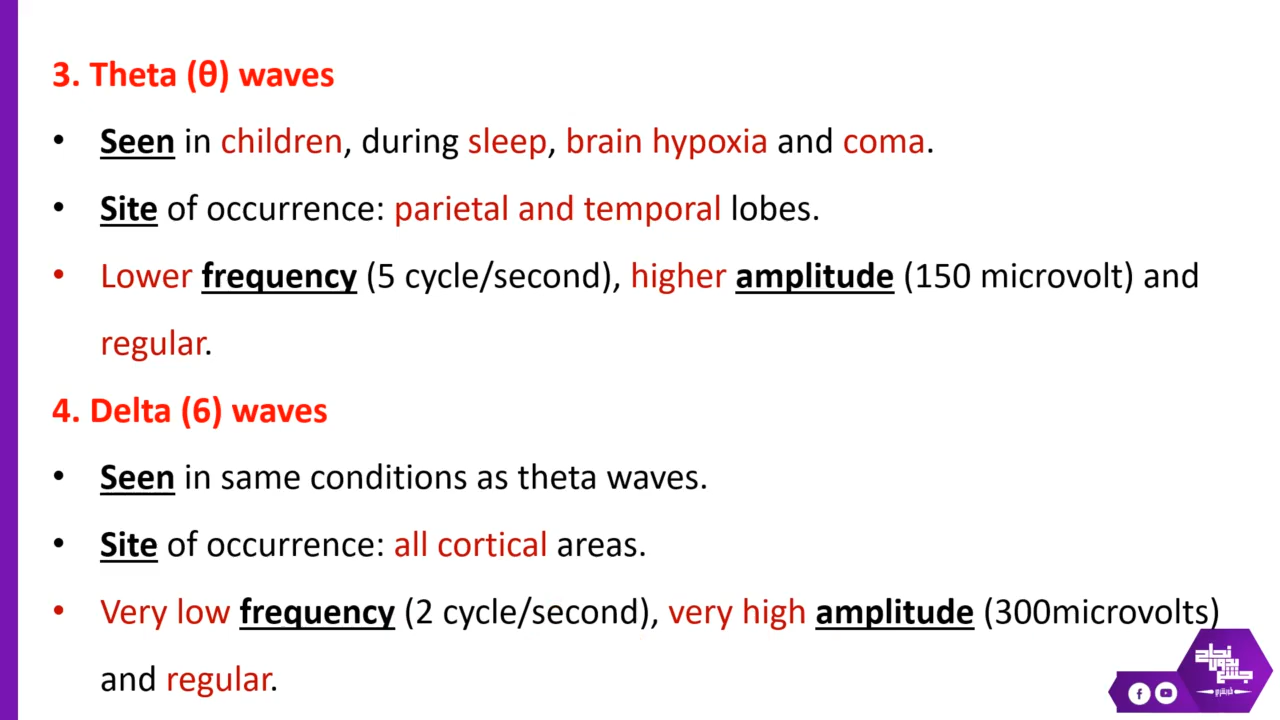 3. Theta (θ) waves
• Seen in children, during sleep, brain hypoxia and coma.
• Site of occurrence: parietal and temporal lobes.
• Lower frequency (5 cycle/second), higher amplitude (150 microvolt) and
regular.
4. Delta (6) waves
• Seen in same conditions as theta waves.
• Site of occurrence: all cortical areas.
• Very low frequency (2 cycle/second), very high amplitude (300microvolts)
and regular.
نجاح
بدون
جشع